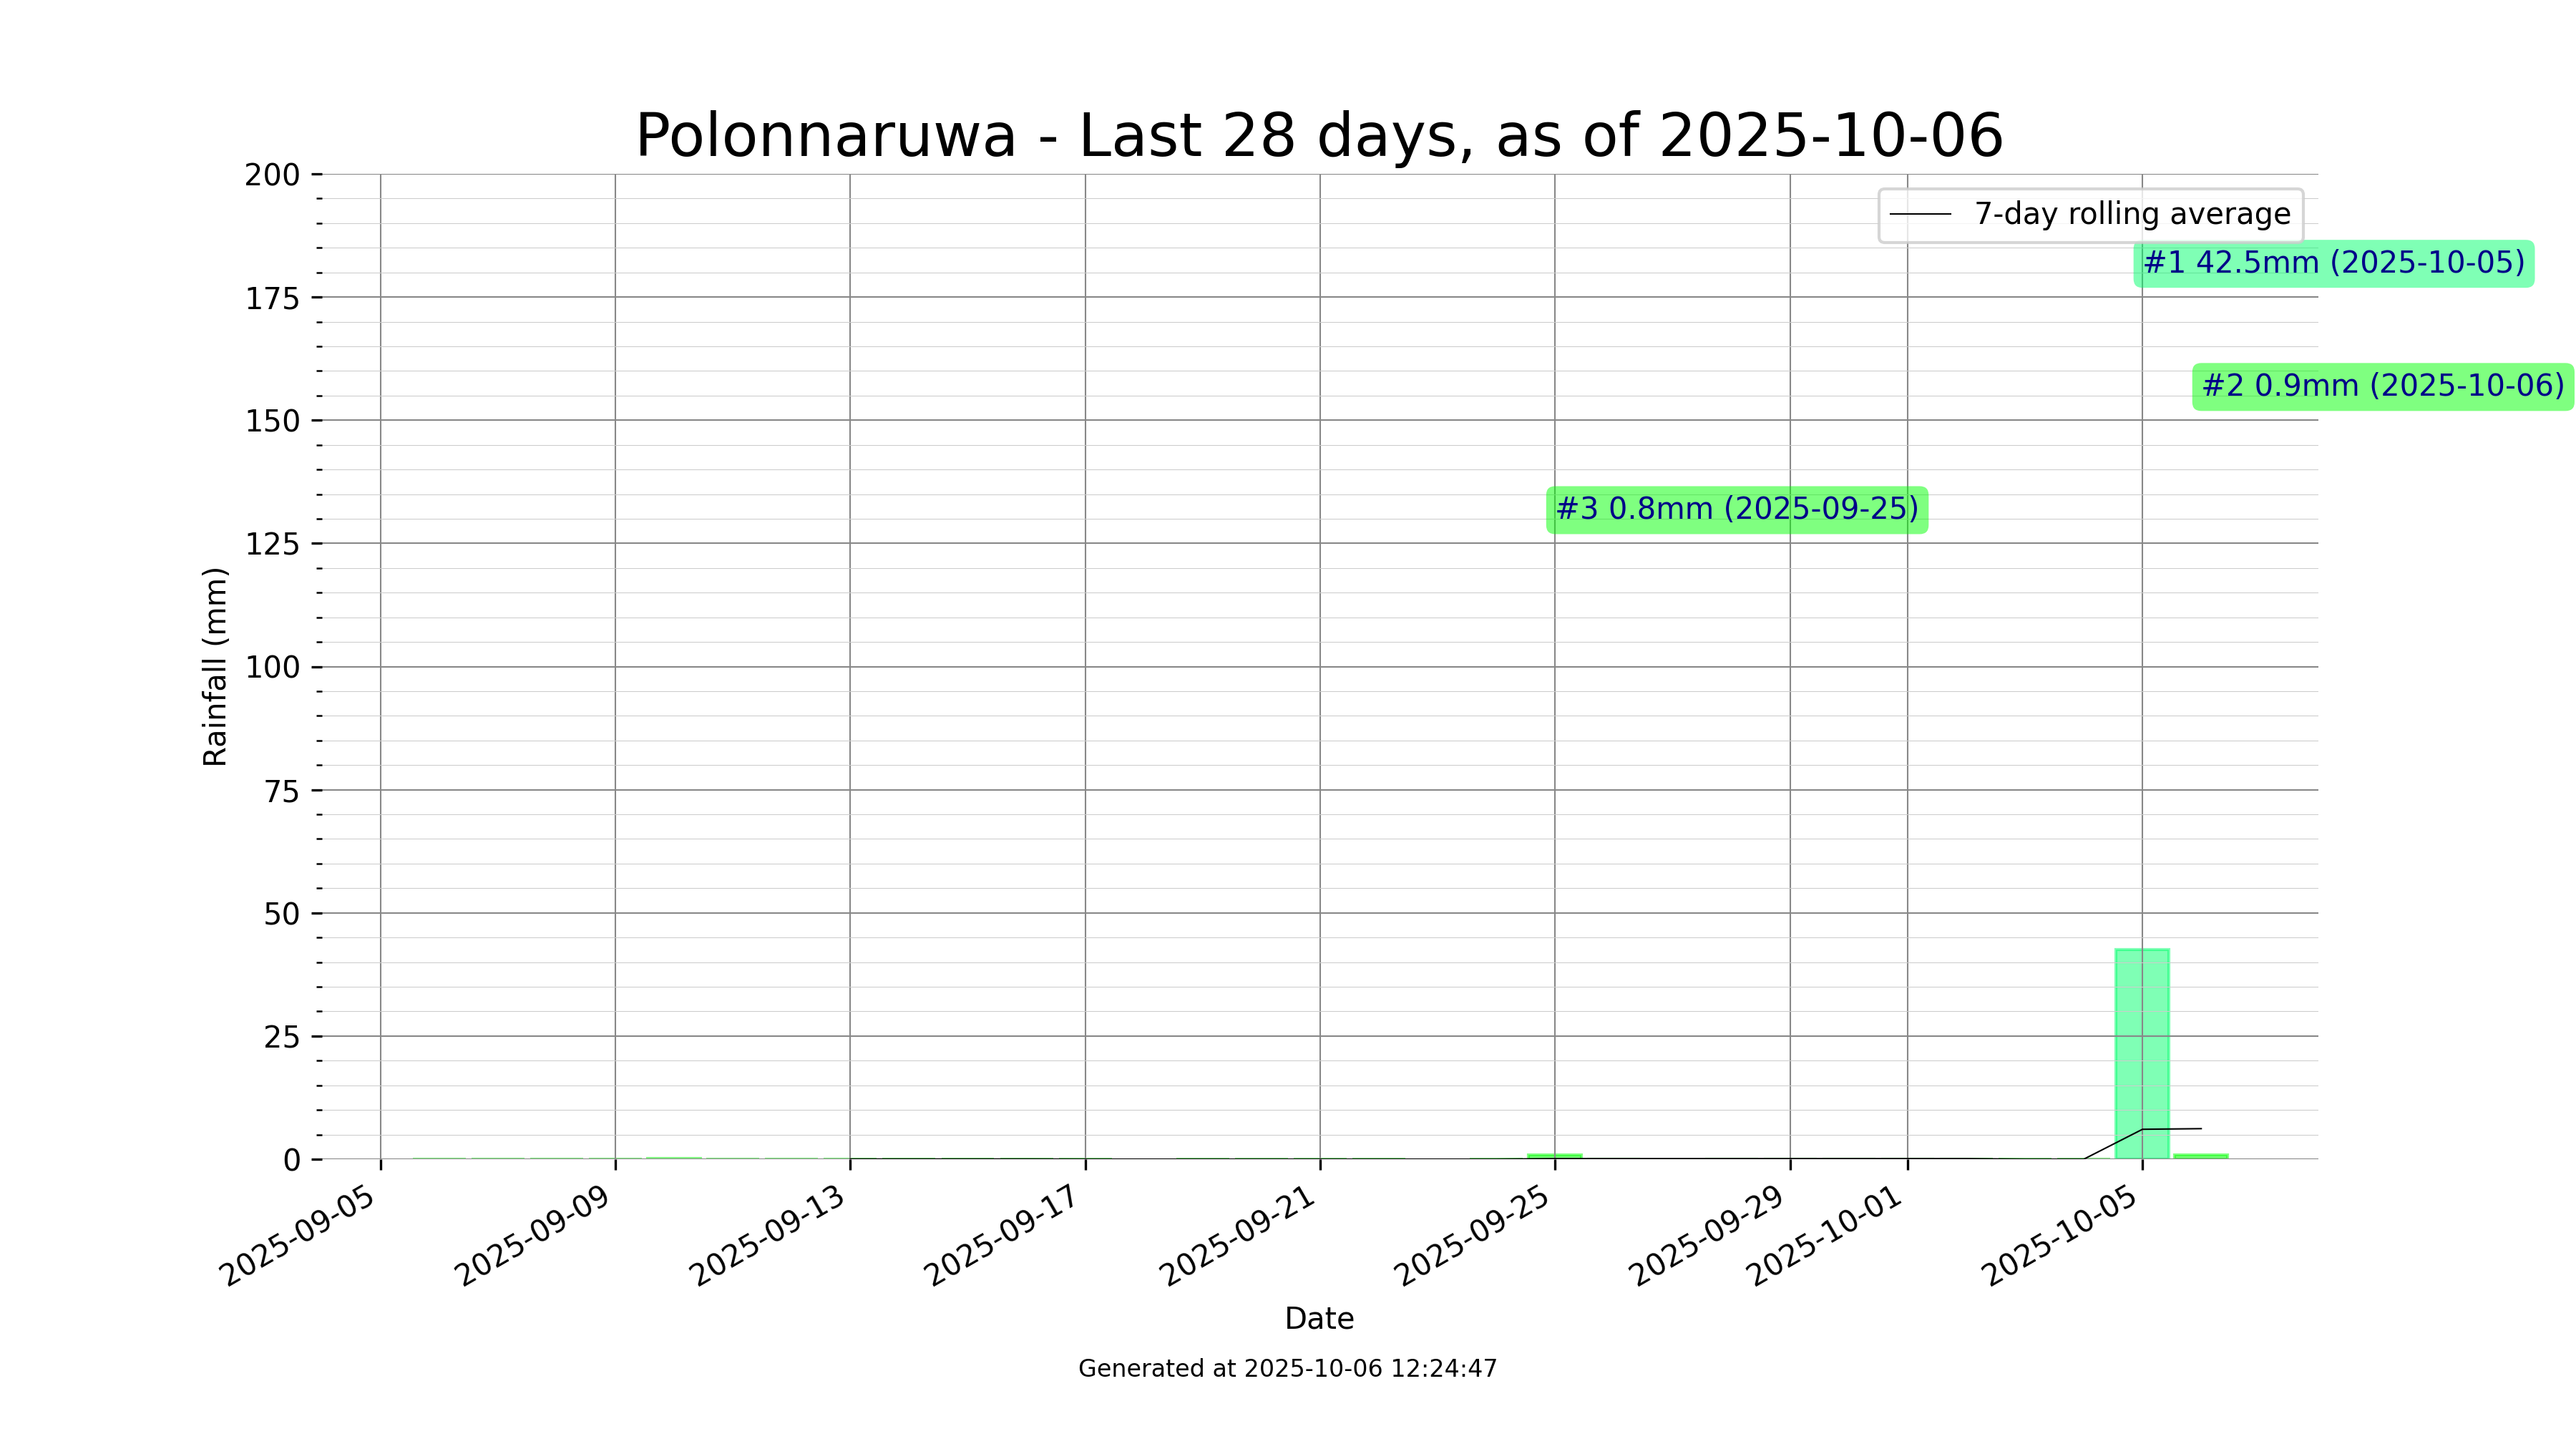 Polonnaruwa - Last 28 days, as of 2025-10-06
7-day rolling average
#1 42.5mm (2025-10-05)
#2 0.9mm (2025-10-06)
#3 0.8mm (2025-09-25)
Rainfall (mm)
200
175
150
125
100
75
50
25
0
2025-09-05
2025-09-09
2025-09-13
2025-09-17
2025-09-21
2025-09-25
2025-09-29
2025-10-01
2025-10-05
Date
Generated at 2025-10-06 12:24:47